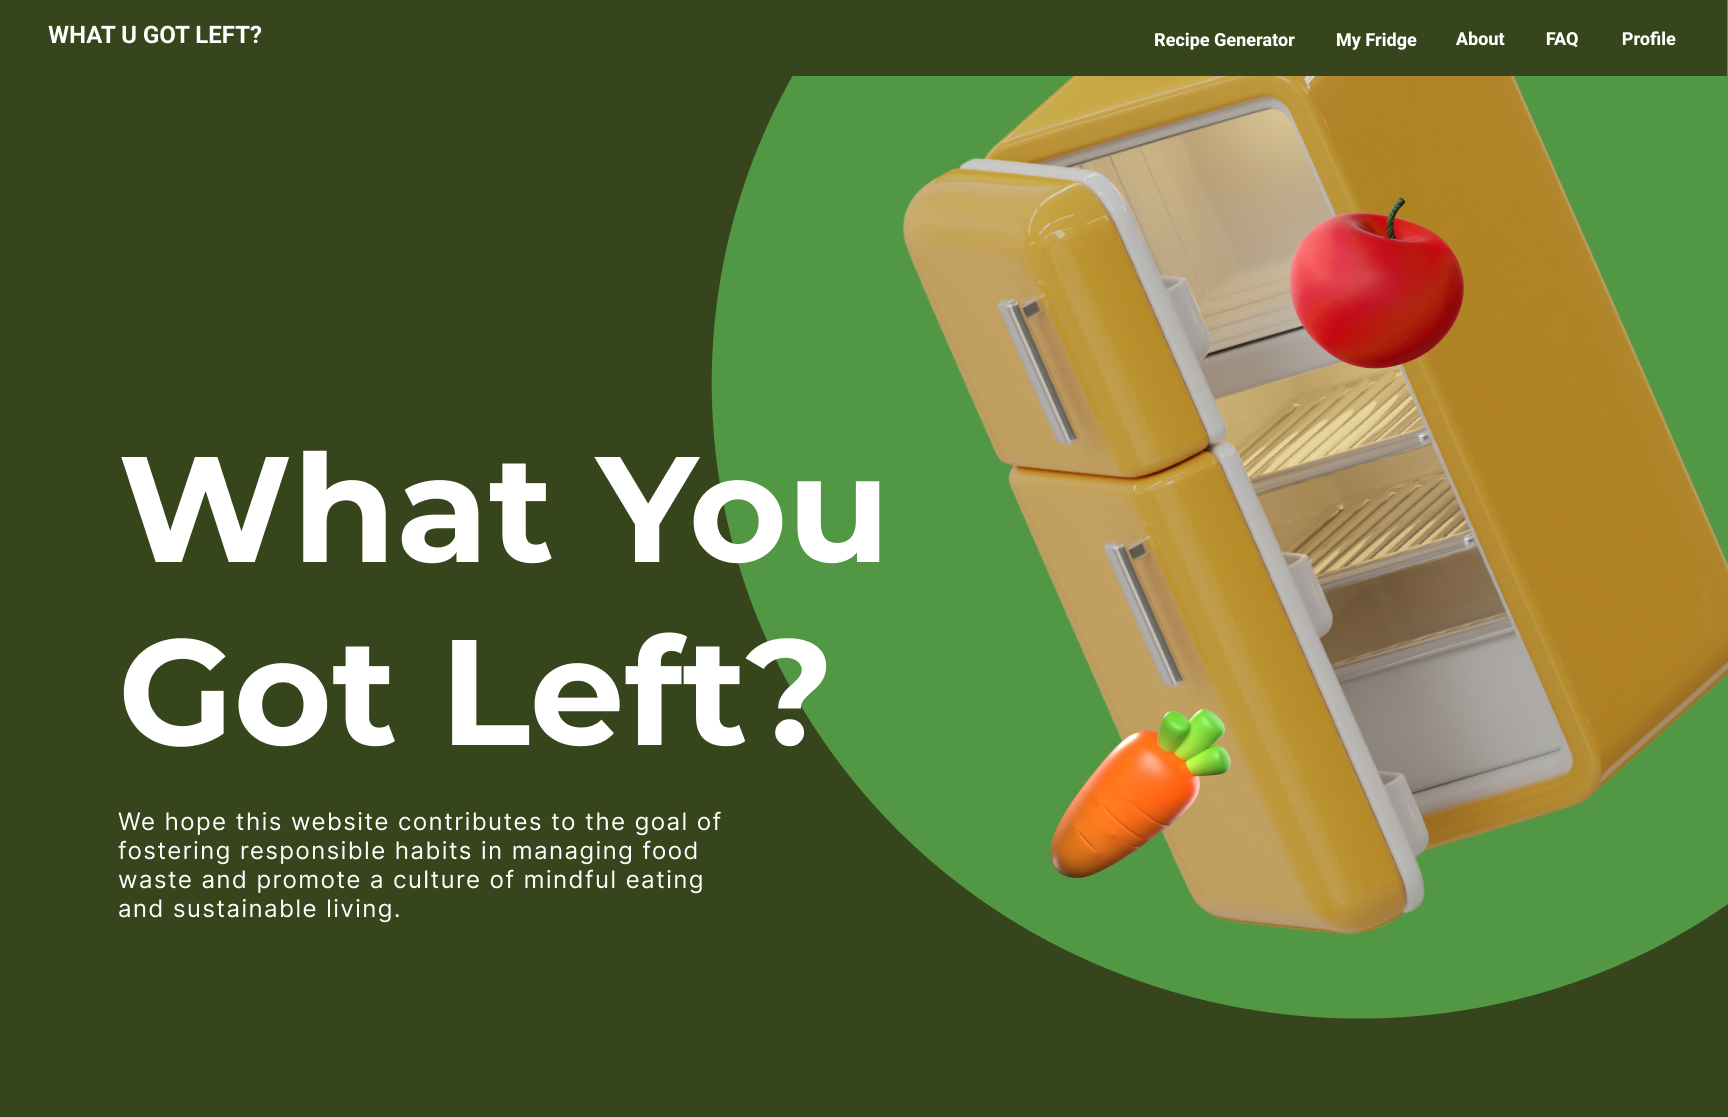 WHAT U GOT LEFT?
Recipe Generator My Fridge About FAQ Profile
What You
Got Left?
We hope this website contributes to the goal of
fostering responsible habits in managing food
waste and promote a culture of mindful eating
and sustainable living.